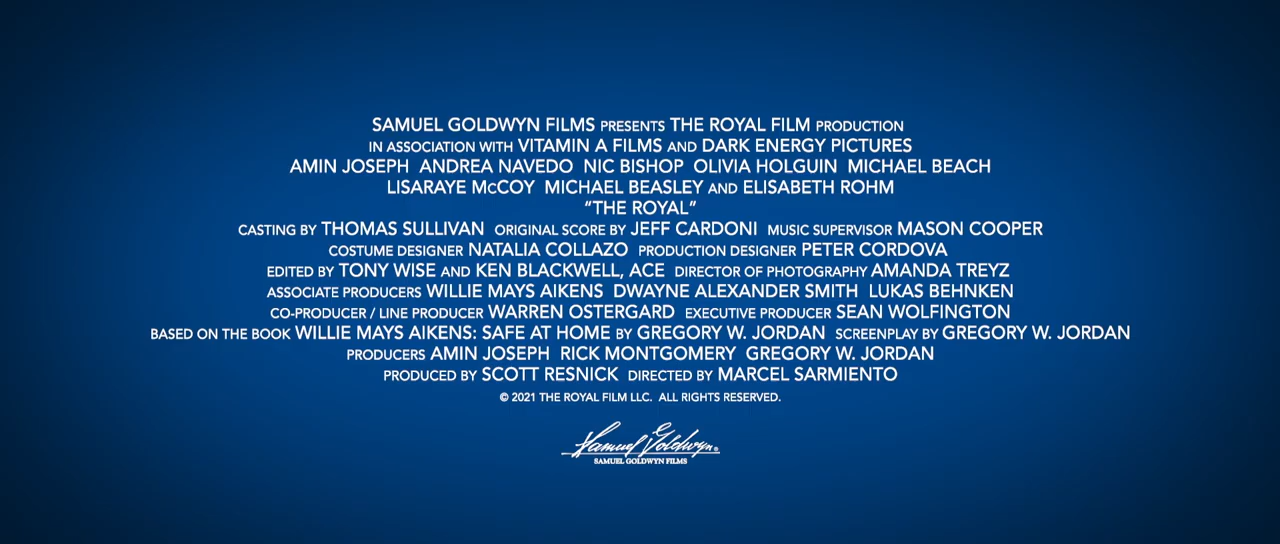 SAMUEL GOLDWYN FILMS PRESENTS THE ROYAL FILM PRODUCTION
IN ASSOCIATION WITH VITAMIN A FILMS AND DARK ENERGY PICTURES
AMIN JOSEPH ANDREA NAVEDO NIC BISHOP OLIVIA HOLGUIN MICHAEL BEACH
LISARAYE McCOY MICHAEL BEASLEY AND ELISABETH ROHM
“THE ROYAL”
CASTING BY THOMAS SULLIVAN ORIGINAL SCORE BY JEFF CARDONI MUSIC SUPERVISOR MASON COOPER
COSTUME DESIGNER NATALIA COLLAZO PRODUCTION DESIGNER PETER CORDOVA
EDITED BY TONY WISE AND KEN BLACKWELL, ACE DIRECTOR OF PHOTOGRAPHY AMANDA TREYZ
ASSOCIATE PRODUCERS WILLIE MAYS AIKENS DWAYNE ALEXANDER SMITH LUKAS BEHNKEN
CO-PRODUCER / LINE PRODUCER WARREN OSTERGARD EXECUTIVE PRODUCER SEAN WOLFINGTON
BASED ON THE BOOK WILLIE MAYS AIKENS: SAFE AT HOME BY GREGORY W. JORDAN SCREENPLAY BY GREGORY W. JORDAN
PRODUCERS AMIN JOSEPH RICK MONTGOMERY GREGORY W. JORDAN
PRODUCED BY SCOTT RESNICK DIRECTED BY MARCEL SARMIENTO
© 2021 THE ROYAL FILM LLC. ALL RIGHTS RESERVED.
Samuel Goldwyn®
SAMUEL GOLDWYN FILMS